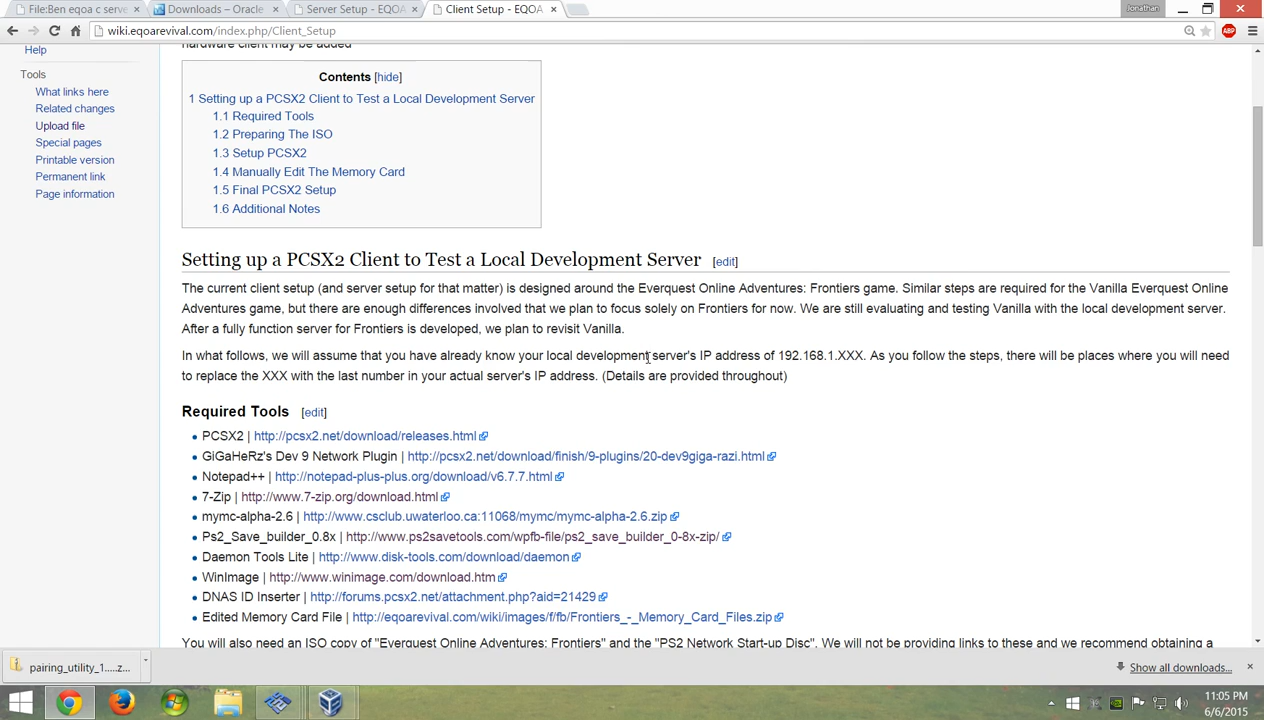 File:Ben eqoa c serve
Downloads – Oracle
Server Setup - EQOA
Client Setup - EQOA
Jonathan
wiki.eqoarevival.com/index.php/Client_Setup
ABP
hardware client may be added
Help
Tools
What links here
Related changes
Upload file
Special pages
Printable version
Permanent link
Page information
Contents [hide]
1 Setting up a PCSX2 Client to Test a Local Development Server
1.1 Required Tools
1.2 Preparing The ISO
1.3 Setup PCSX2
1.4 Manually Edit The Memory Card
1.5 Final PCSX2 Setup
1.6 Additional Notes
Setting up a PCSX2 Client to Test a Local Development Server [edit]
The current client setup (and server setup for that matter) is designed around the Everquest Online Adventures: Frontiers game. Similar steps are required for the Vanilla Everquest Online
Adventures game, but there are enough differences involved that we plan to focus solely on Frontiers for now. We are still evaluating and testing Vanilla with the local development server.
After a fully function server for Frontiers is developed, we plan to revisit Vanilla.
In what follows, we will assume that you have already know your local development server's IP address of 192.168.1.XXX. As you follow the steps, there will be places where you will need
to replace the XXX with the last number in your actual server's IP address. (Details are provided throughout)
Required Tools [edit]
PCSX2 | http://pcsx2.net/download/releases.html
GiGaHeRz's Dev 9 Network Plugin | http://pcsx2.net/download/finish/9-plugins/20-dev9giga-razi.html
Notepad++ | http://notepad-plus-plus.org/download/v6.7.7.html
7-Zip | http://www.7-zip.org/download.html
mymc-alpha-2.6 | http://www.csclub.uwaterloo.ca:11068/mymc/mymc-alpha-2.6.zip
Ps2_Save_builder_0.8x | http://www.ps2savetools.com/wpfb-file/ps2_save_builder_0-8x-zip/
Daemon Tools Lite | http://www.disk-tools.com/download/daemon
WinImage | http://www.winimage.com/download.htm
DNAS ID Inserter | http://forums.pcsx2.net/attachment.php?aid=21429
Edited Memory Card File | http://eqoarevival.com/wiki/images/f/fb/Frontiers_-_Memory_Card_Files.zip
You will also need an ISO copy of "Everquest Online Adventures: Frontiers" and the "PS2 Network Start-up Disc". We will not be providing links to these and we recommend obtaining a
pairing_utility_1.....z...
Show all downloads...
11:05 PM
6/6/2015